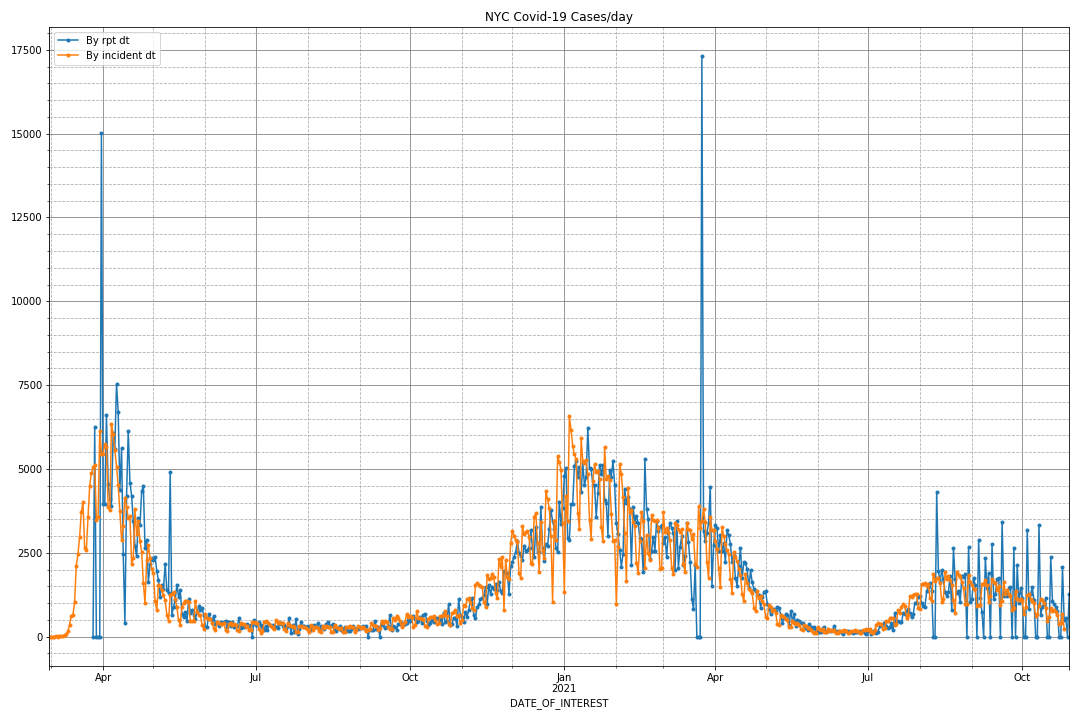 NYC Covid-19 Cases/day
By rpt dt
By incident dt
17500
15000
12500
10000
7500
5000
2500
0
Apr Jul Oct Jan Apr Jul Oct
2021
DATE_OF_INTEREST